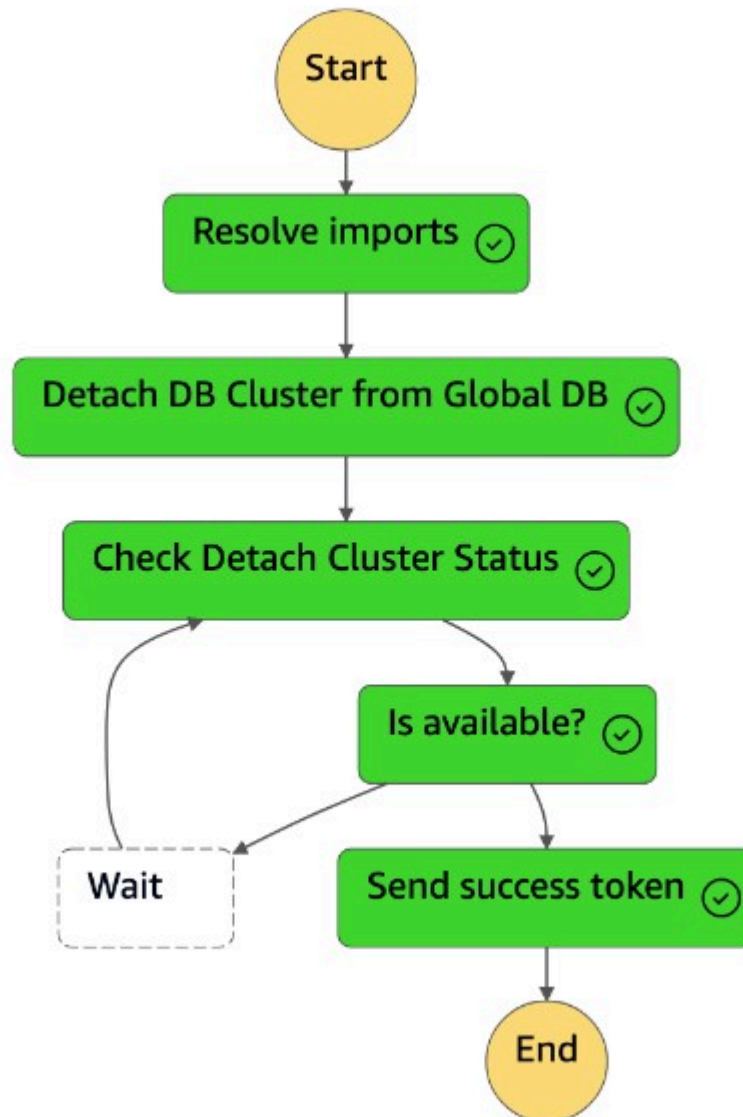 Start
Resolve imports
Detach DB Cluster from Global DB
Check Detach Cluster Status
Is available?
Wait
Send success token
End